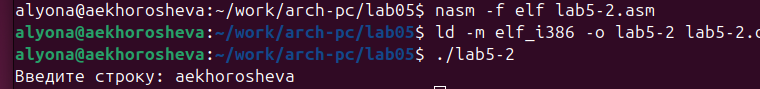 alyona@aekhorosheva:~/work/arch-pc/lab05$ nasm -f elf lab5-2.asm
alyona@aekhorosheva:~/work/arch-pc/lab05$ ld -m elf_i386 -o lab5-2 lab5-2.
alyona@aekhorosheva:~/work/arch-pc/lab05$ ./lab5-2
Введите строку: aekhorosheva